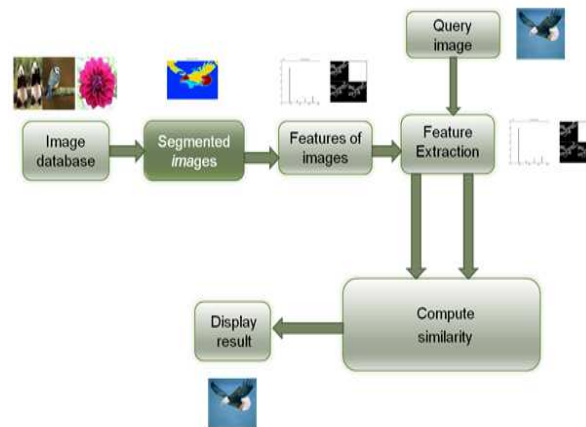 Query
image
Image
database
Segmented
images
Features of
images
Feature
Extraction
Compute
similarity
Display
result